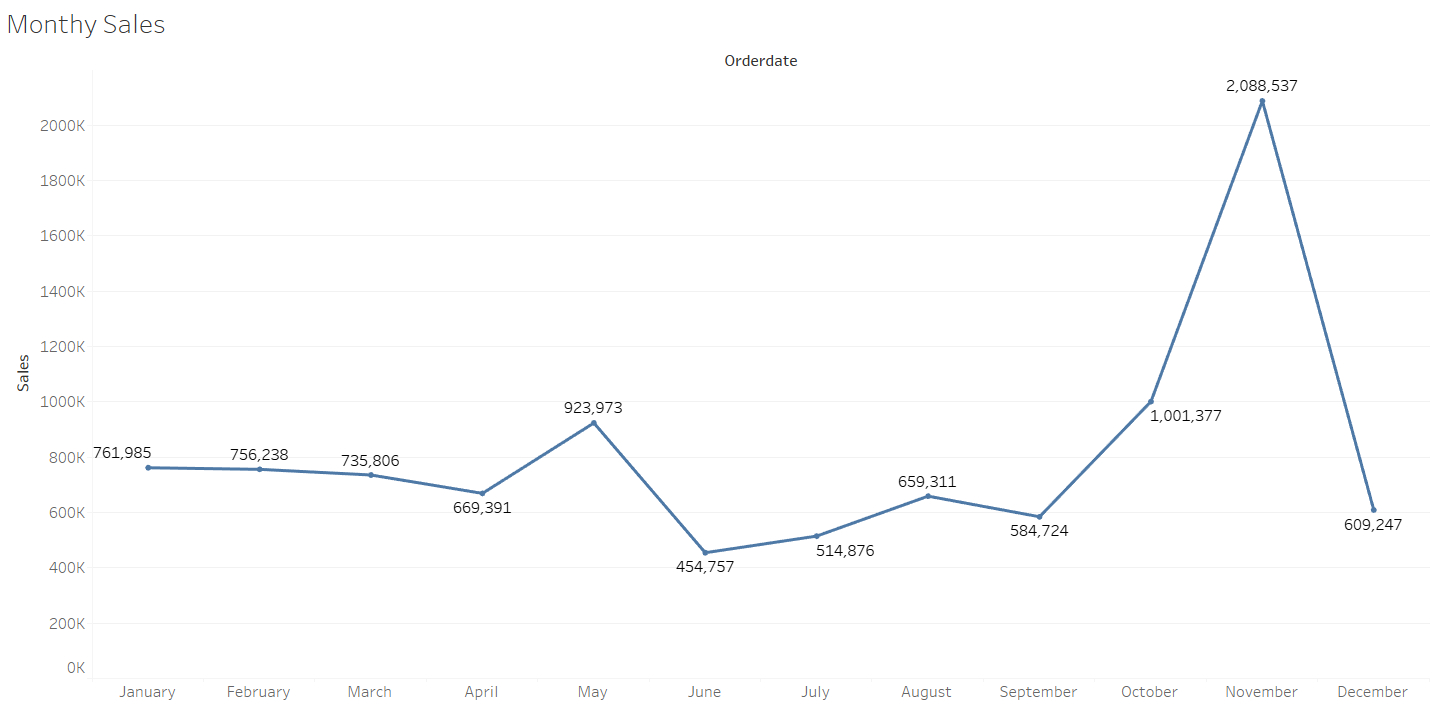 Monthy Sales
Orderdate
2,088,537
2000K
1800K
1600K
1400K
1200K
Sales
1000K
923,973
1,001,377
800K
761,985
756,238
735,806
669,391
659,311
600K
584,724
609,247
514,876
454,757
400K
200K
0K
January February March April May June July August September October November December